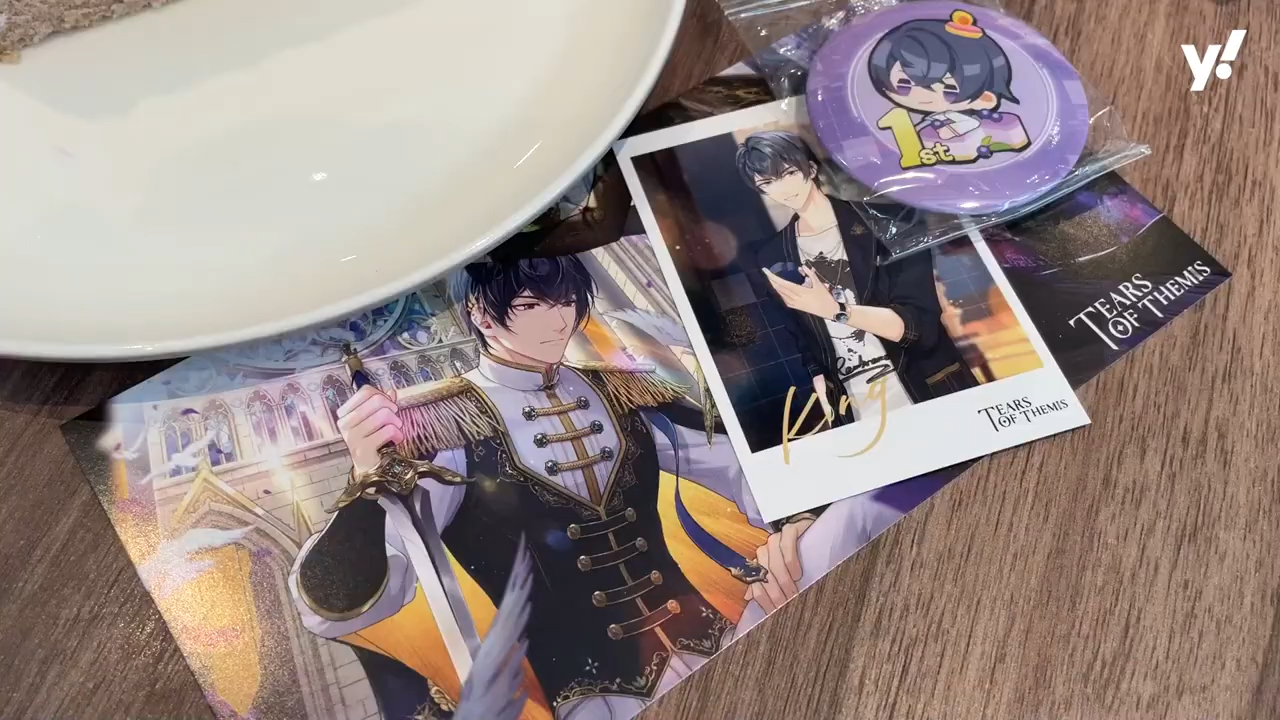 y!
1st
King
TEARS
OF THEMIS
TEARS
OF THEMIS